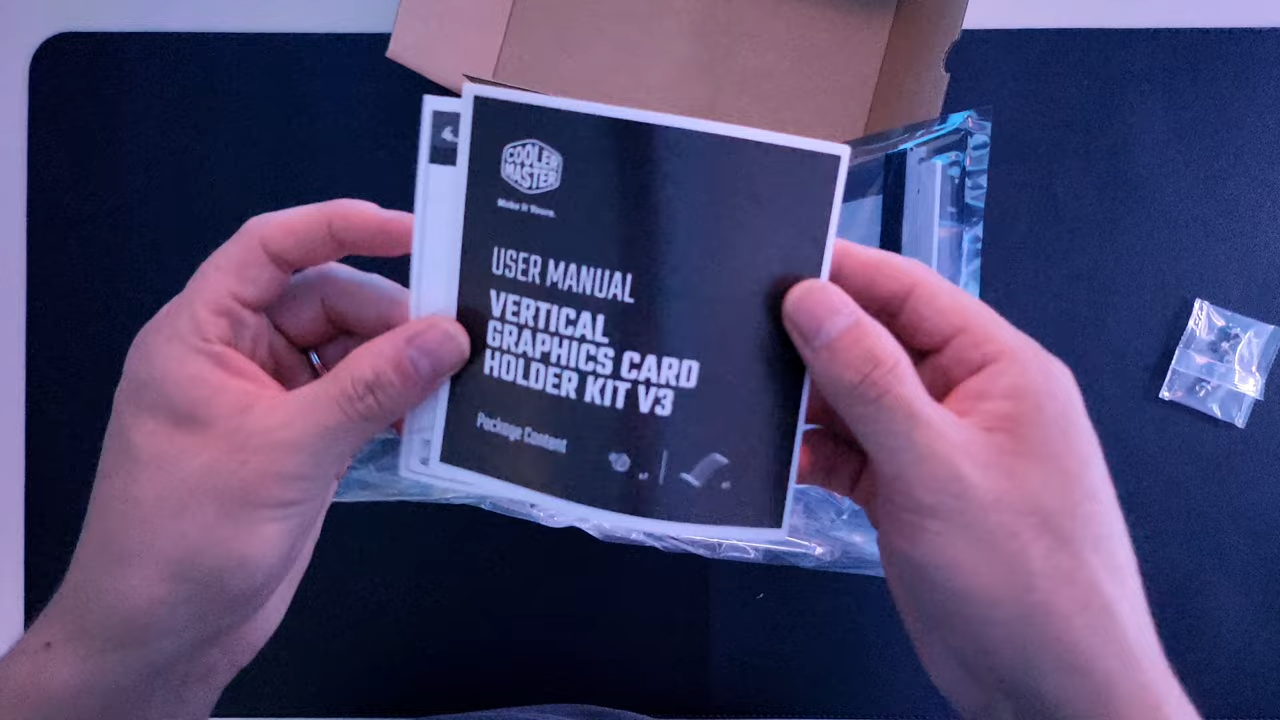 COOLER
MASTER
Make It Yours.
USER MANUAL
VERTICAL
GRAPHICS CARD
HOLDER KIT V3
Package Content